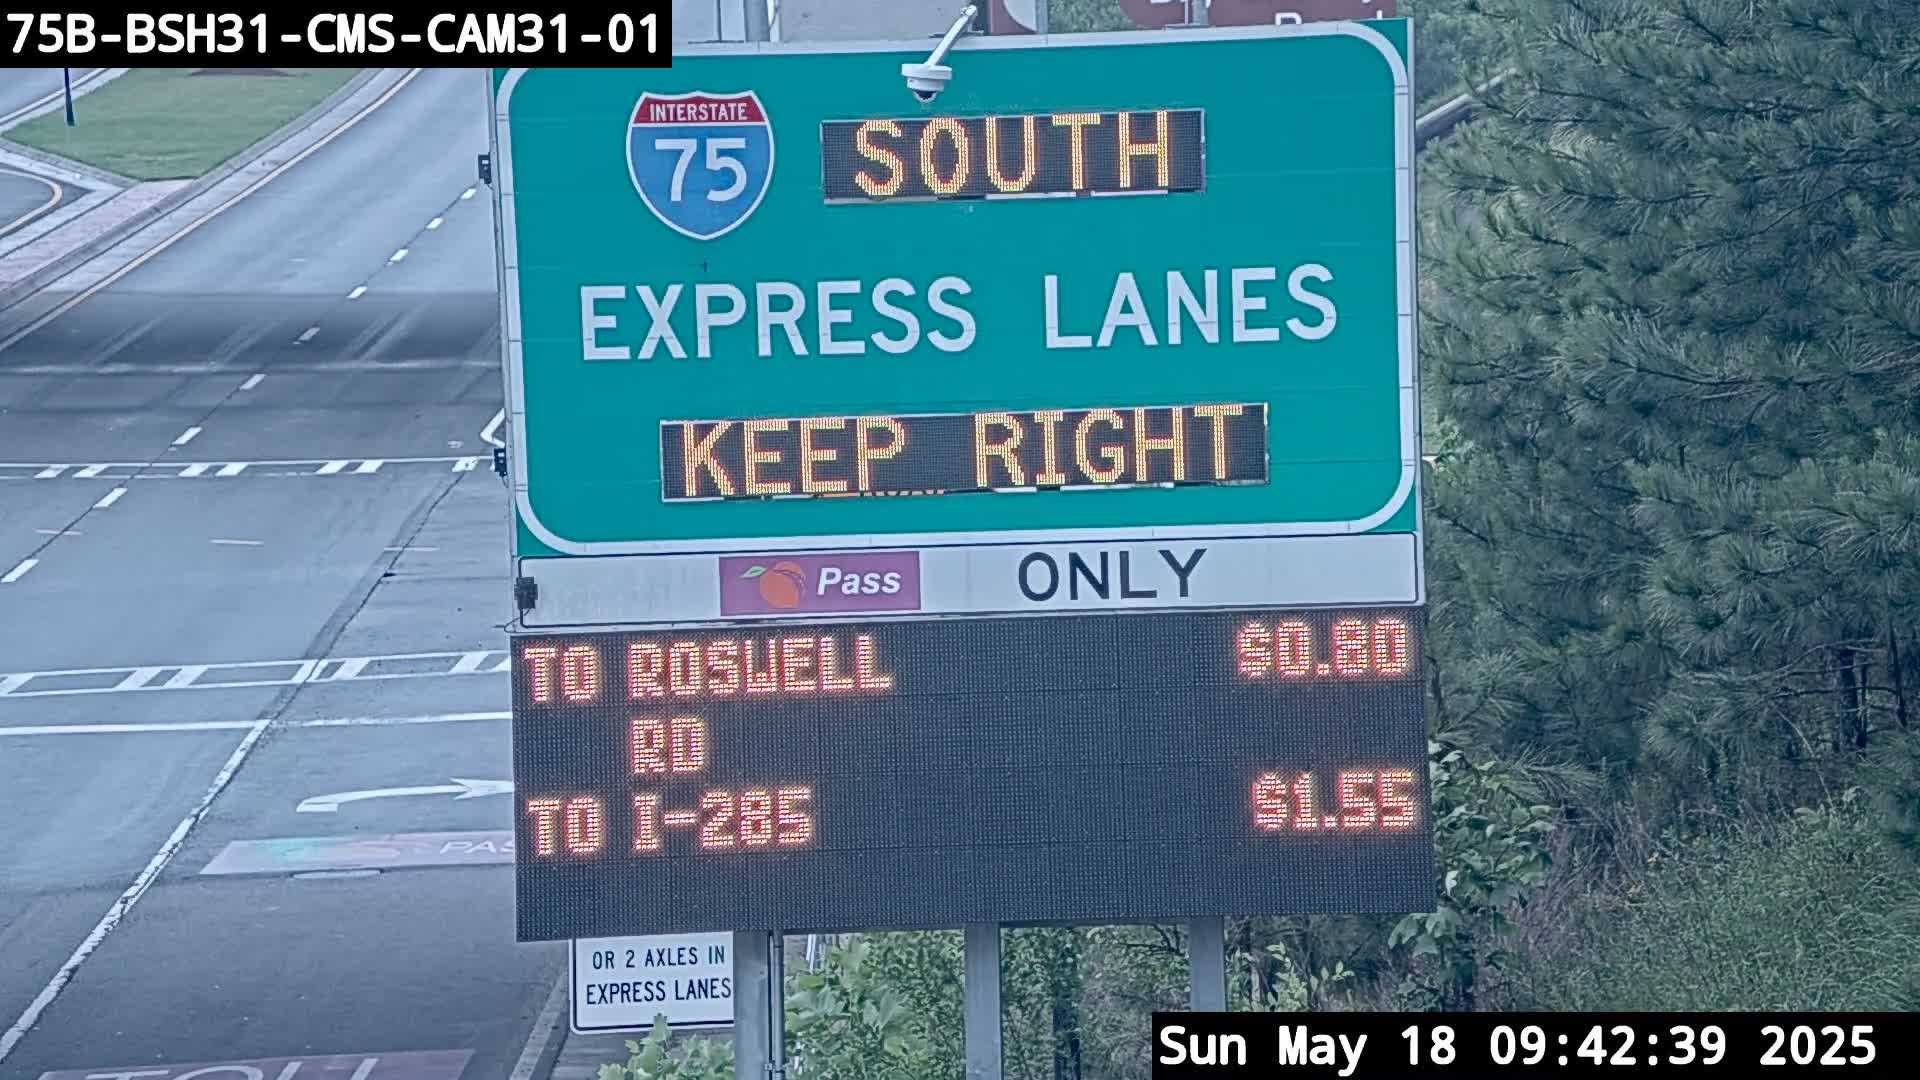 75B-BSH31-CMS-CAM31-01
INTERSTATE
75
SOUTH
EXPRESS LANES
KEEP RIGHT
Pass ONLY
TO ROSWELL $0.80
RD
TO I-285 $1.55
OR 2 AXLES IN
EXPRESS LANES
TOLL
Sun May 18 09:42:39 2025